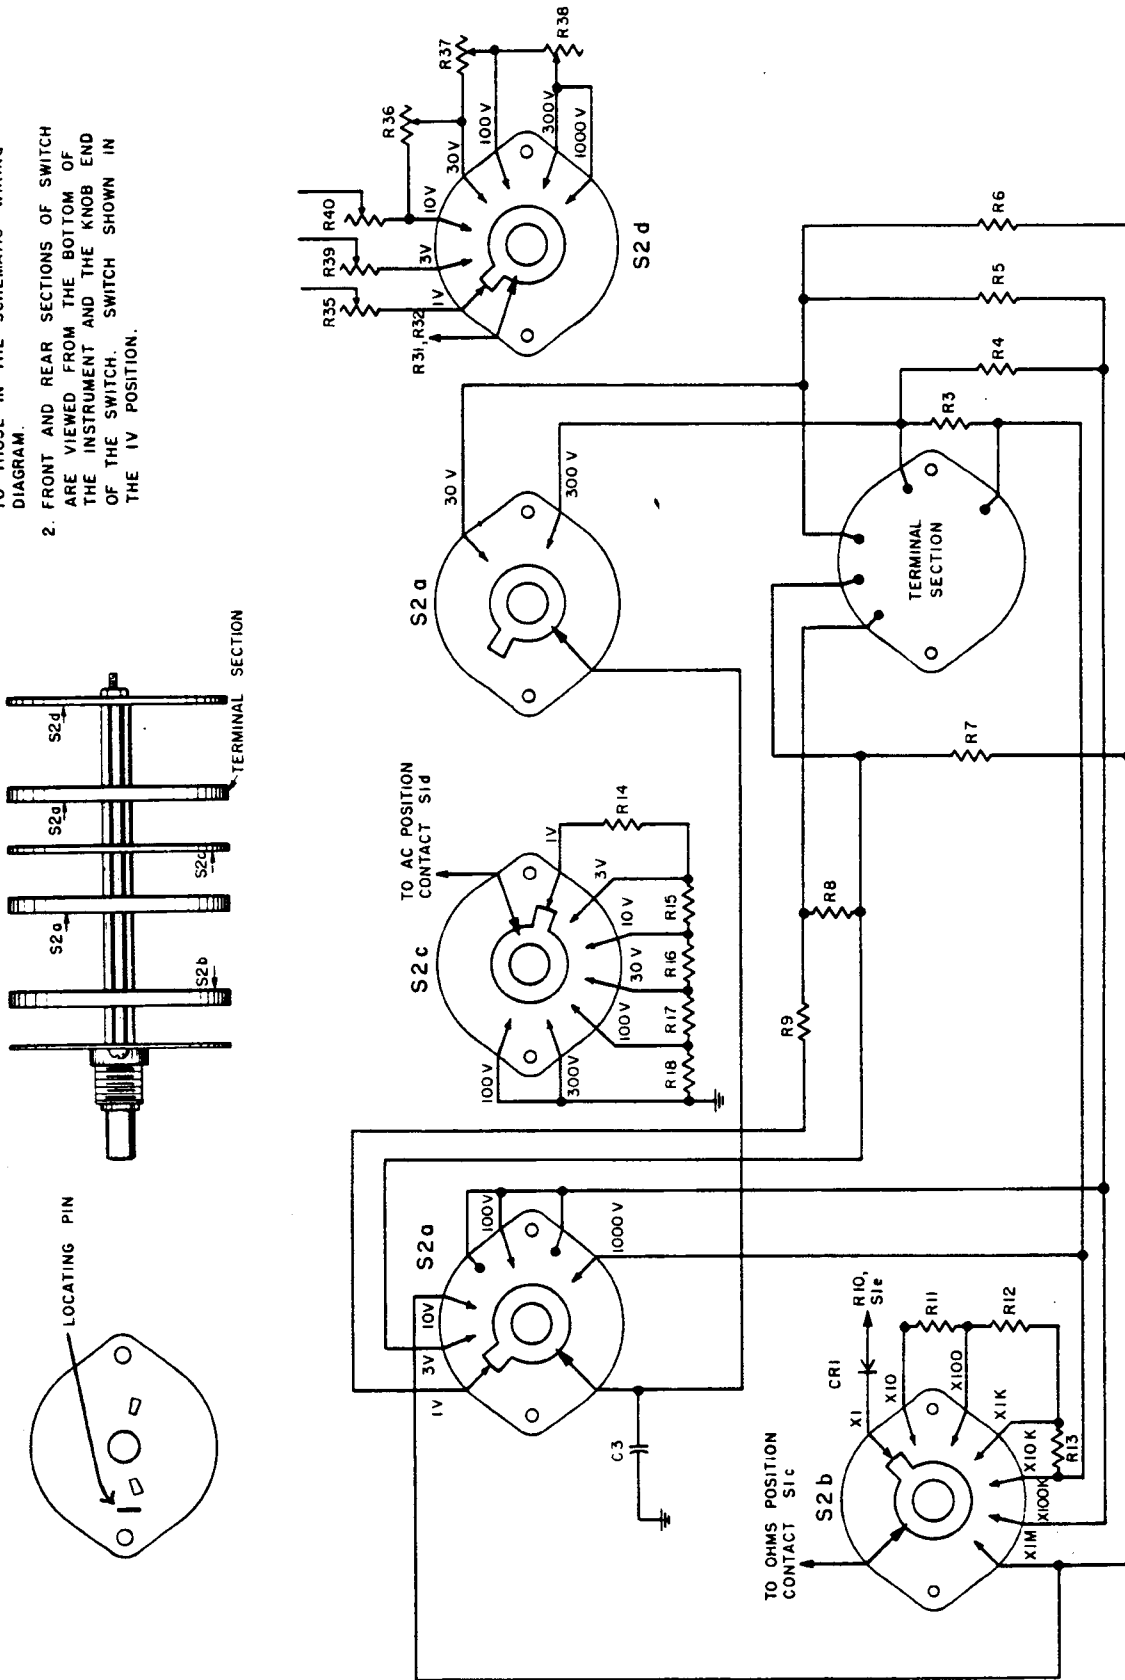 TO THOSE IN THE SCHEMATIC WIRING
DIAGRAM.
2. FRONT AND REAR SECTIONS OF SWITCH
ARE VIEWED FROM THE BOTTOM OF
THE INSTRUMENT AND THE KNOB END
OF THE SWITCH. SWITCH SHOWN IN
THE 1V POSITION.
LOCATING PIN
S2b
S2a
S2c
S2a
S2d
TERMINAL SECTION
R35
R39
R40
R36
R37
R38
1V
3V
10V
30V
100V
300V
1000V
R31, R32
S2d
S2a
30V
300V
TO AC POSITION
CONTACT S1d
S2c
1V
3V
10V
30V
100V
100V
300V
R14
R15
R16
R17
R18
S2a
1V
3V
10V
100V
1000V
C3
TERMINAL
SECTION
R3
R4
R5
R6
R7
R8
R9
TO OHMS POSITION
CONTACT S1c
S2b
X1
X10
X100
X1K
X10K
X100K
X1M
CR1
R10,
S1e
R11
R12
R13